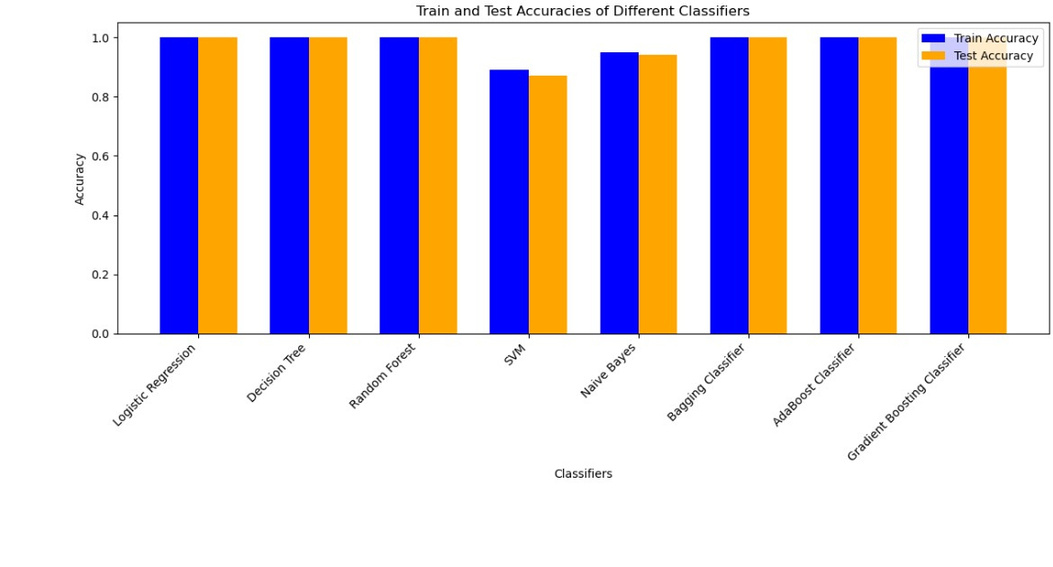 Train and Test Accuracies of Different Classifiers
Train Accuracy
Test Accuracy
Accuracy
1.0
0.8
0.6
0.4
0.2
0.0
Logistic Regression
Decision Tree
Random Forest
SVM
Naive Bayes
Bagging Classifier
AdaBoost Classifier
Gradient Boosting Classifier
Classifiers